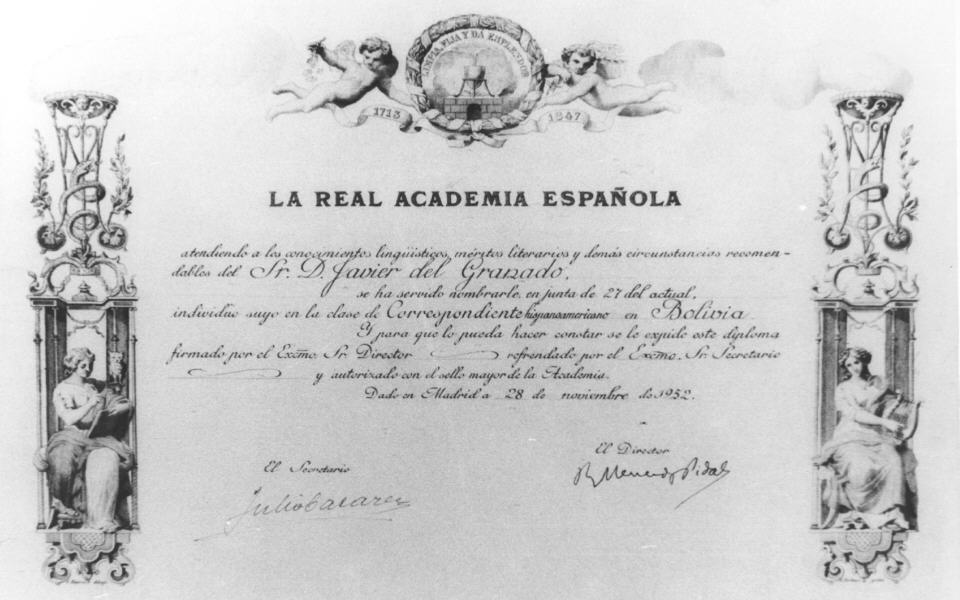 LIMPIA, FIJA Y DA ESPLENDOR
1713
1847
LA REAL ACADEMIA ESPAÑOLA
atendiendo a los conocimientos lingüísticos, méritos literarios y demás circunstancias recomen-
dables del Sr. D. Javier del Granado,
se ha servido nombrarle, en junta de 27 del actual,
individuo suyo en la clase de Correspondiente hispanoamericano en Bolivia.
Y para que lo pueda hacer constar se le expide este diploma
firmado por el Excmo. Sr. Director refrendado por el Excmo. Sr. Secretario
y autorizado con el sello mayor de la Academia.
Dado en Madrid a 28 de noviembre de 1952.
El Secretario
El Director
Julio Casares
R. Menendez Pidal